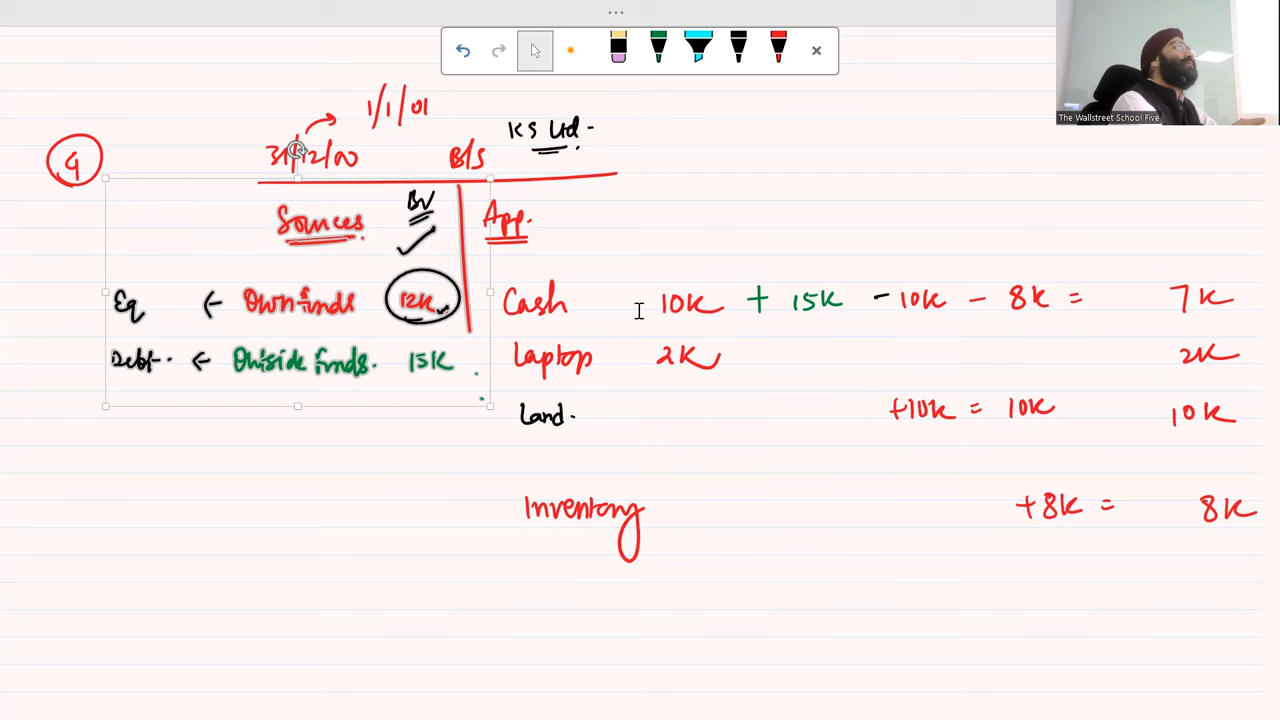 The Wallstreet School Five
1/1/01
31/12/00 B/S KS Ltd.
Q
Sources BV App.
Eq ← Own funds 12K Cash 10K + 15K - 10K - 8K = 7K
Debt ← Outside funds. 15K Laptop 2K 2K
Land. +10K = 10K 10K
Inventory +8K = 8K